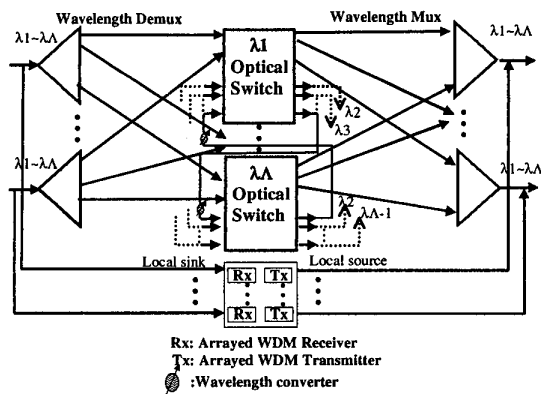 Wavelength Demux
Wavelength Mux
λ1~λΛ
λ1
Optical
Switch
λ1~λΛ
λ2
λ3
λ1~λΛ
λΛ
Optical
Switch
λ1~λΛ
λ2
λΛ-1
Local sink
Local source
Rx Tx
Rx Tx
Rx: Arrayed WDM Receiver
Tx: Arrayed WDM Transmitter
:Wavelength converter